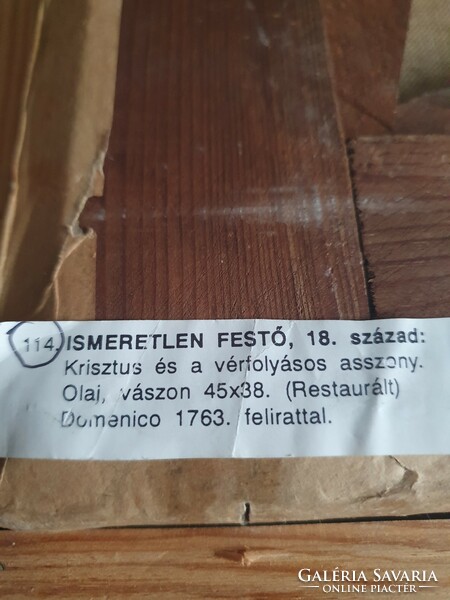 114. ISMERETLEN FESTŐ, 18. század:
Krisztus és a vérfolyásos asszony.
Olaj, vászon 45x38. (Restaurált)
Domenico 1763. felirattal.
GALÉRIA SAVARIA
ONLINE PIACTÉR